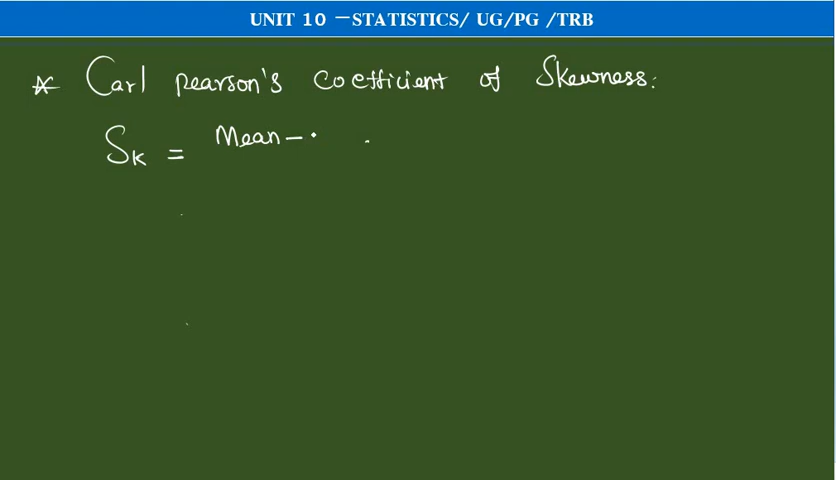 UNIT 10 – STATISTICS/ UG/PG /TRB
* Carl pearson's coefficient of Skewness:
Sk = Mean –